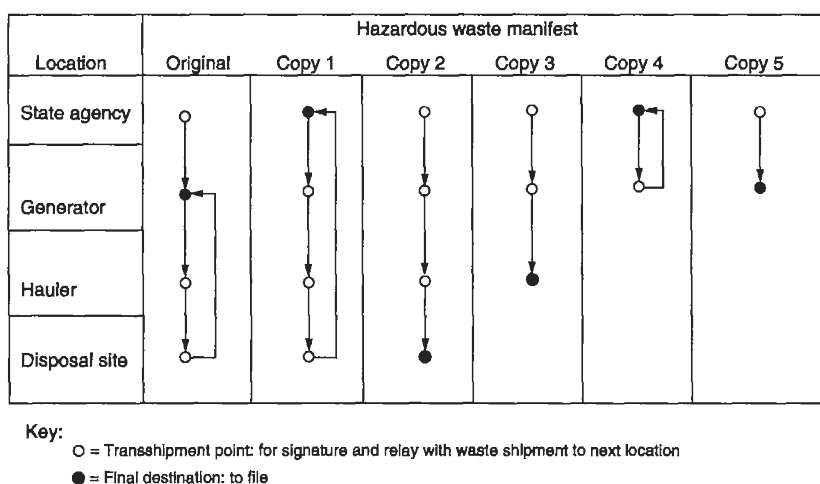 Hazardous waste manifest
Location Original Copy 1 Copy 2 Copy 3 Copy 4 Copy 5
State agency
Generator
Hauler
Disposal site
Key:
O = Transshipment point: for signature and relay with waste shipment to next location
● = Final destination: to file